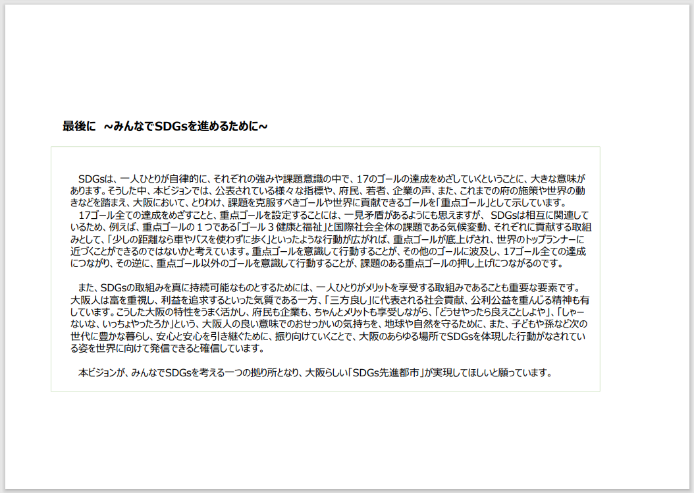 最後に ~みんなでSDGsを進めるために~
SDGsは、一人ひとりが自律的に、それぞれの強みや課題意識の中で、17のゴールの達成をめざしていくということに、大きな意味が
あります。そうした中、本ビジョンでは、公表されている様々な指標や、府民、若者、企業の声、また、これまでの府の施策や世界の動
きなどを踏まえ、大阪において、とりわけ、課題を克服すべきゴールや世界に貢献できるゴールを「重点ゴール」として示しています。
17ゴール全ての達成をめざすことと、重点ゴールを設定することには、一見矛盾があるようにも思えますが、SDGsは相互に関連して
いるため、例えば、重点ゴールの1つである「ゴール3健康と福祉」と国際社会全体の課題である気候変動、それぞれに貢献する取組
みとして、「少しの距離なら車やバスを使わずに歩く」といったような行動が広がれば、重点ゴールが底上げされ、世界のトップランナーに
近づくことができるのではないかと考えています。重点ゴールを意識して行動することが、その他のゴールに波及し、17ゴール全ての達成
につながり、その逆に、重点ゴール以外のゴールを意識して行動することが、課題のある重点ゴールの押し上げにつながるのです。
また、SDGsの取組みを真に持続可能なものとするためには、一人ひとりがメリットを享受する取組みであることも重要な要素です。
大阪人は富を重視し、利益を追求するといった気質である一方、「三方良し」に代表される社会貢献、公利公益を重んじる精神も有
しています。こうした大阪の特性をうまく活かし、府民も企業も、ちゃんとメリットも享受しながら、「どうせやったら良えことしよや」、「しゃー
ないな、いっちょやったろか」という、大阪人の良い意味でのおせっかいの気持ちを、地球や自然を守るために、また、子どもや孫など次の
世代に豊かな暮らし、安心と安心を引き継ぐために、振り向けていくことで、大阪のあらゆる場所でSDGsを体現した行動がなされてい
る姿を世界に向けて発信できると確信しています。
本ビジョンが、みんなでSDGsを考える一つの拠り所となり、大阪らしい「SDGs先進都市」が実現してほしいと願っています。